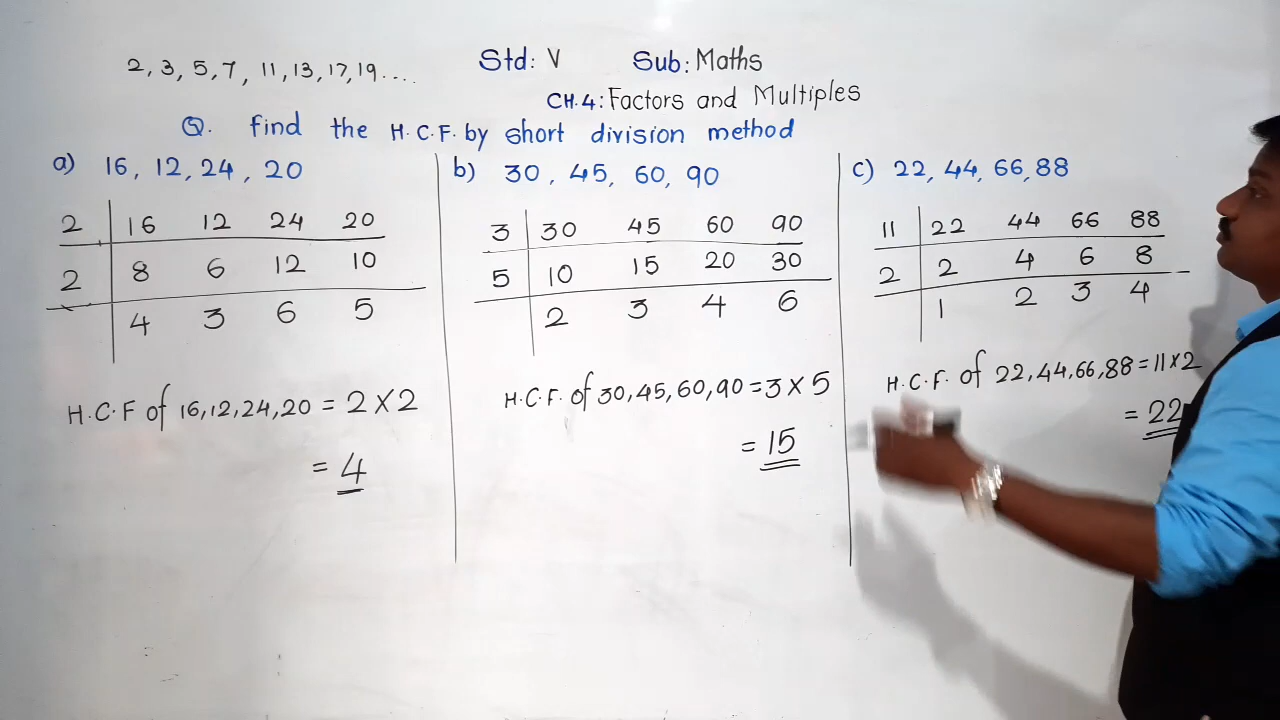 2, 3, 5, 7, 11, 13, 17, 19....
Std: V Sub: Maths
CH.4: Factors and Multiples
Q. find the H.C.F. by short division method
a) 16, 12, 24, 20
2 16 12 24 20
2 8 6 12 10
4 3 6 5
H.C.F of 16,12,24,20 = 2 X 2
= 4
b) 30, 45, 60, 90
3 30 45 60 90
5 10 15 20 30
2 3 4 6
H.C.F. of 30,45,60,90 = 3 X 5
= 15
c) 22, 44, 66, 88
11 22 44 66 88
2 2 4 6 8
1 2 3 4
H.C.F. of 22,44,66,88 = 11 X 2
= 22